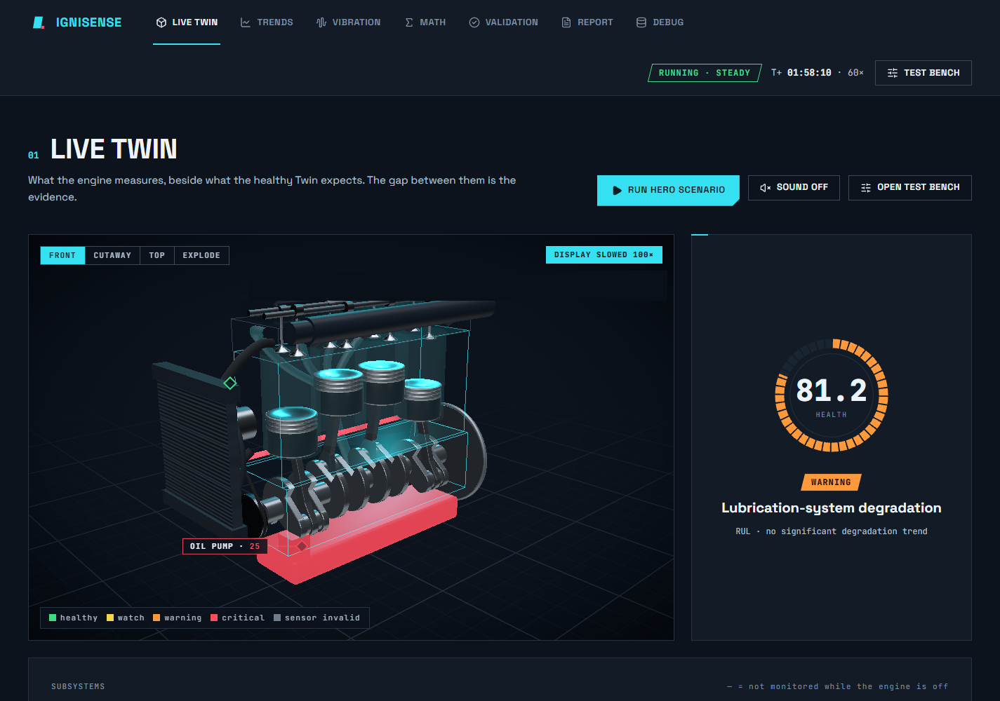 IGNISENSE
LIVE TWIN
TRENDS
VIBRATION
MATH
VALIDATION
REPORT
DEBUG
RUNNING · STEADY
T+ 01:58:10 · 60×
TEST BENCH
01 LIVE TWIN
What the engine measures, beside what the healthy Twin expects. The gap between them is the
evidence.
RUN HERO SCENARIO
SOUND OFF
OPEN TEST BENCH
FRONT
CUTAWAY
TOP
EXPLODE
DISPLAY SLOWED 100×
81.2
HEALTH
WARNING
Lubrication-system degradation
RUL · no significant degradation trend
OIL PUMP · 25
healthy
watch
warning
critical
sensor invalid
SUBSYSTEMS
— = not monitored while the engine is off